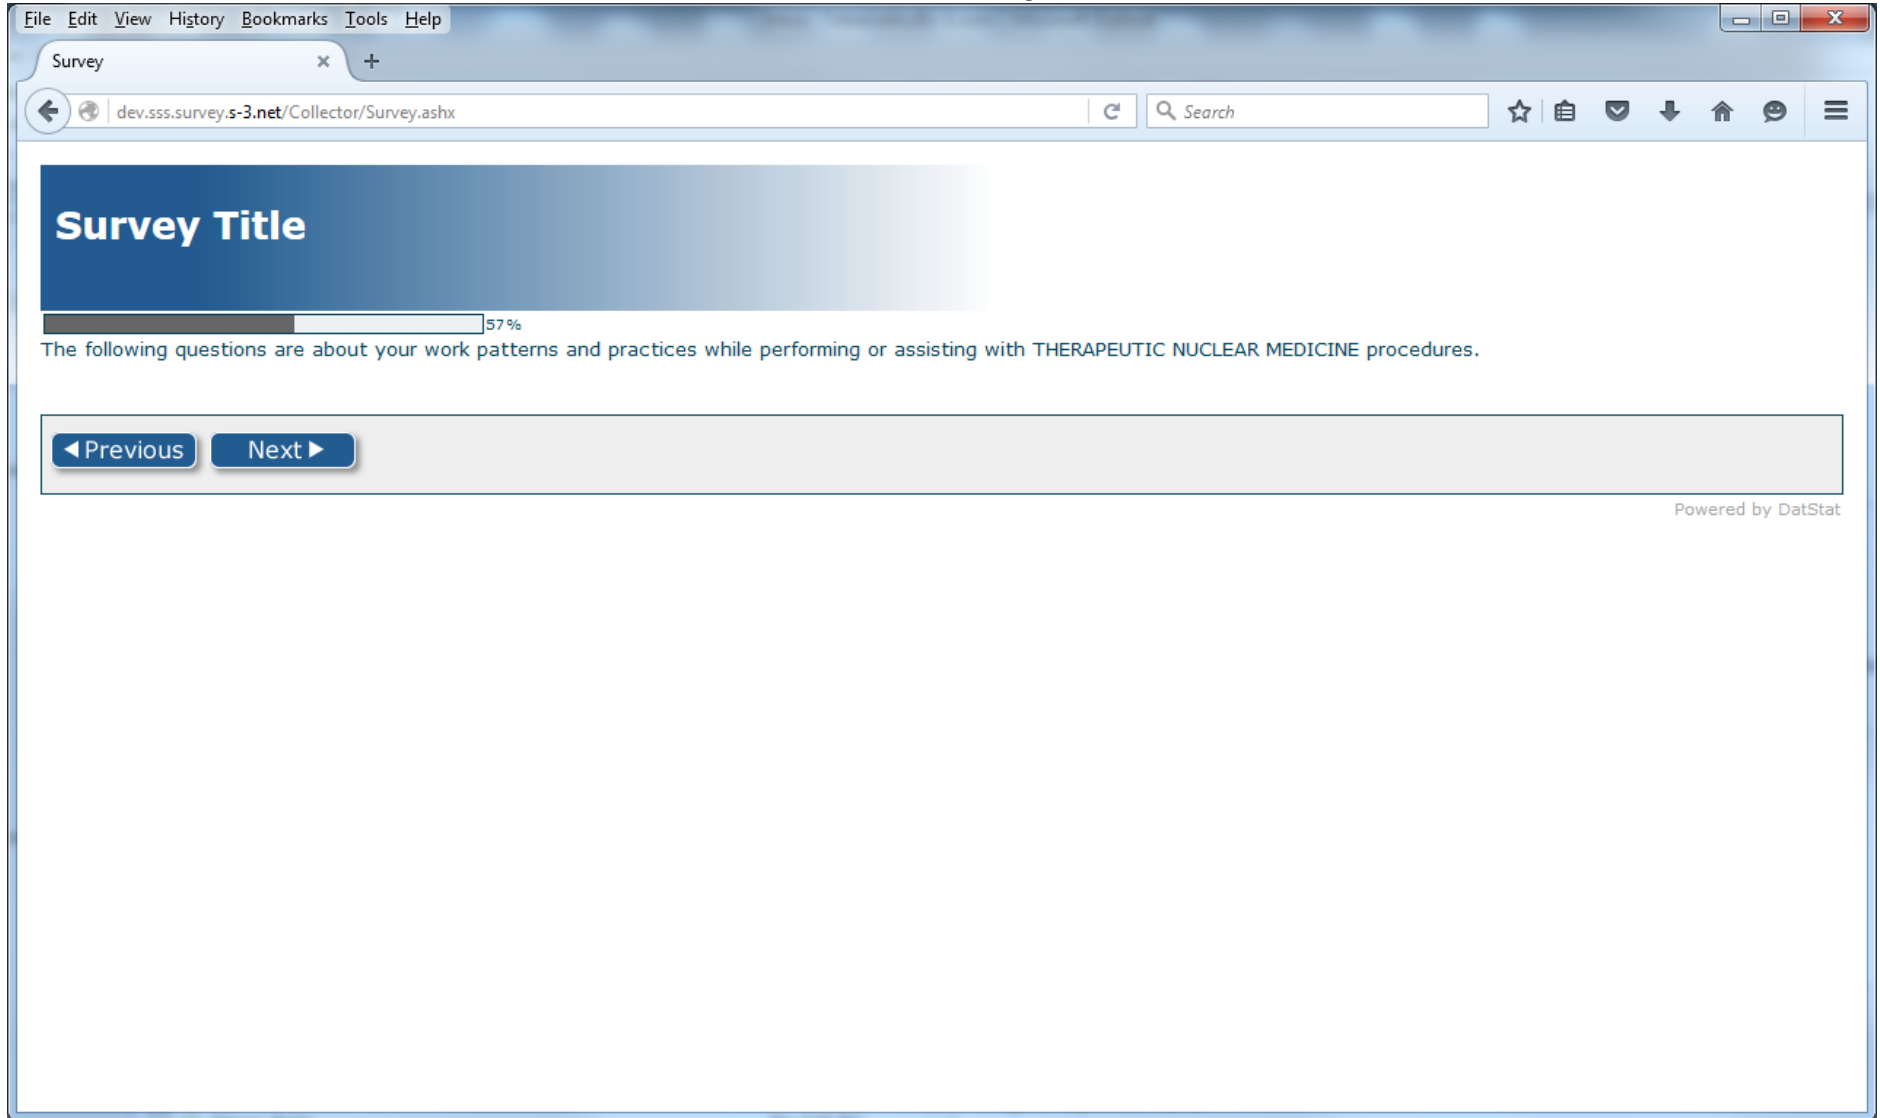 File Edit View History Bookmarks Tools Help
Survey
dev.sss.survey.s-3.net/Collector/Survey.ashx
Search
Survey Title
57%
The following questions are about your work patterns and practices while performing or assisting with THERAPEUTIC NUCLEAR MEDICINE procedures.
Previous Next
Powered by DatStat